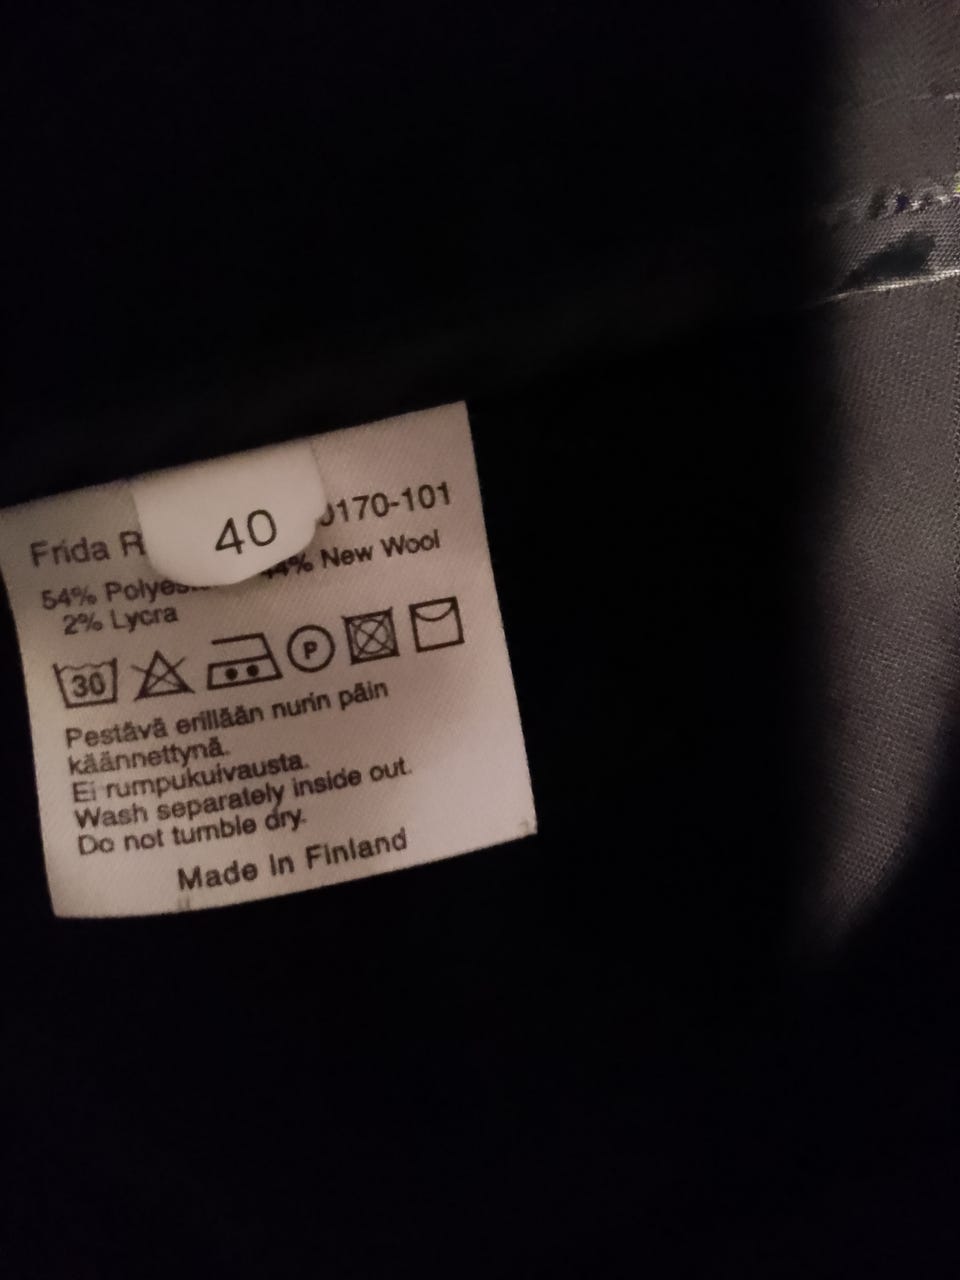 40
Frida R 0170-101
54% Polyes 44% New Wool
2% Lycra
30 P
Pestävä erillään nurin päin
käännettynä.
Ei rumpukuivausta.
Wash separately inside out.
Do not tumble dry.
Made in Finland